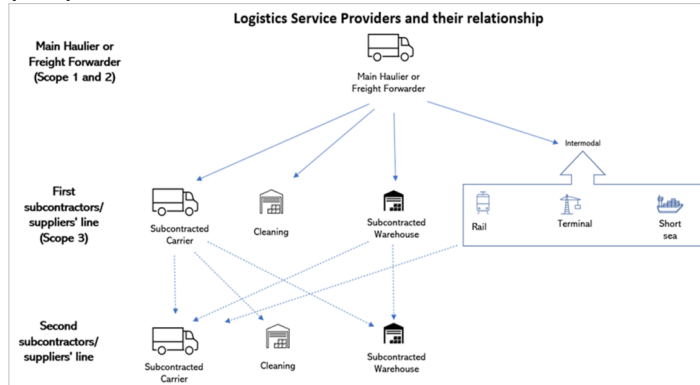 Logistics Service Providers and their relationship
Main Haulier or
Freight Forwarder
(Scope 1 and 2)
Main Haulier or
Freight Forwarder
Intermodal
First
subcontractors/
suppliers' line
(Scope 3)
Subcontracted
Carrier
Cleaning
Subcontracted
Warehouse
Rail
Terminal
Short
sea
Second
subcontractors/
suppliers' line
Subcontracted
Carrier
Cleaning
Subcontracted
Warehouse